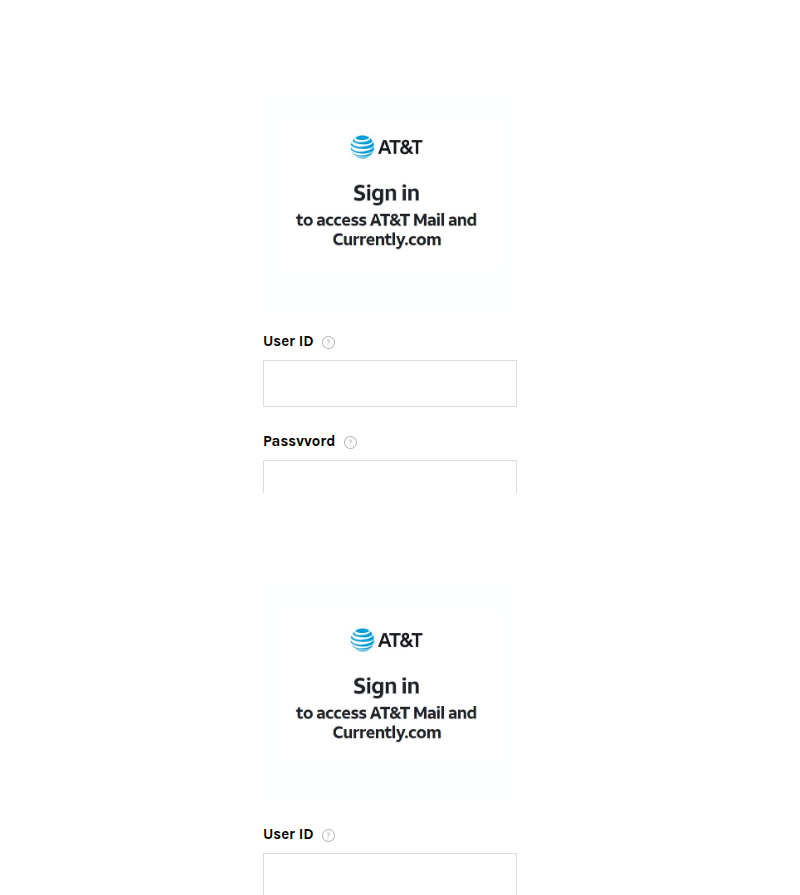 AT&T
Sign in
to access AT&T Mail and
Currently.com
User ID ?
Passvvord ?
AT&T
Sign in
to access AT&T Mail and
Currently.com
User ID ?